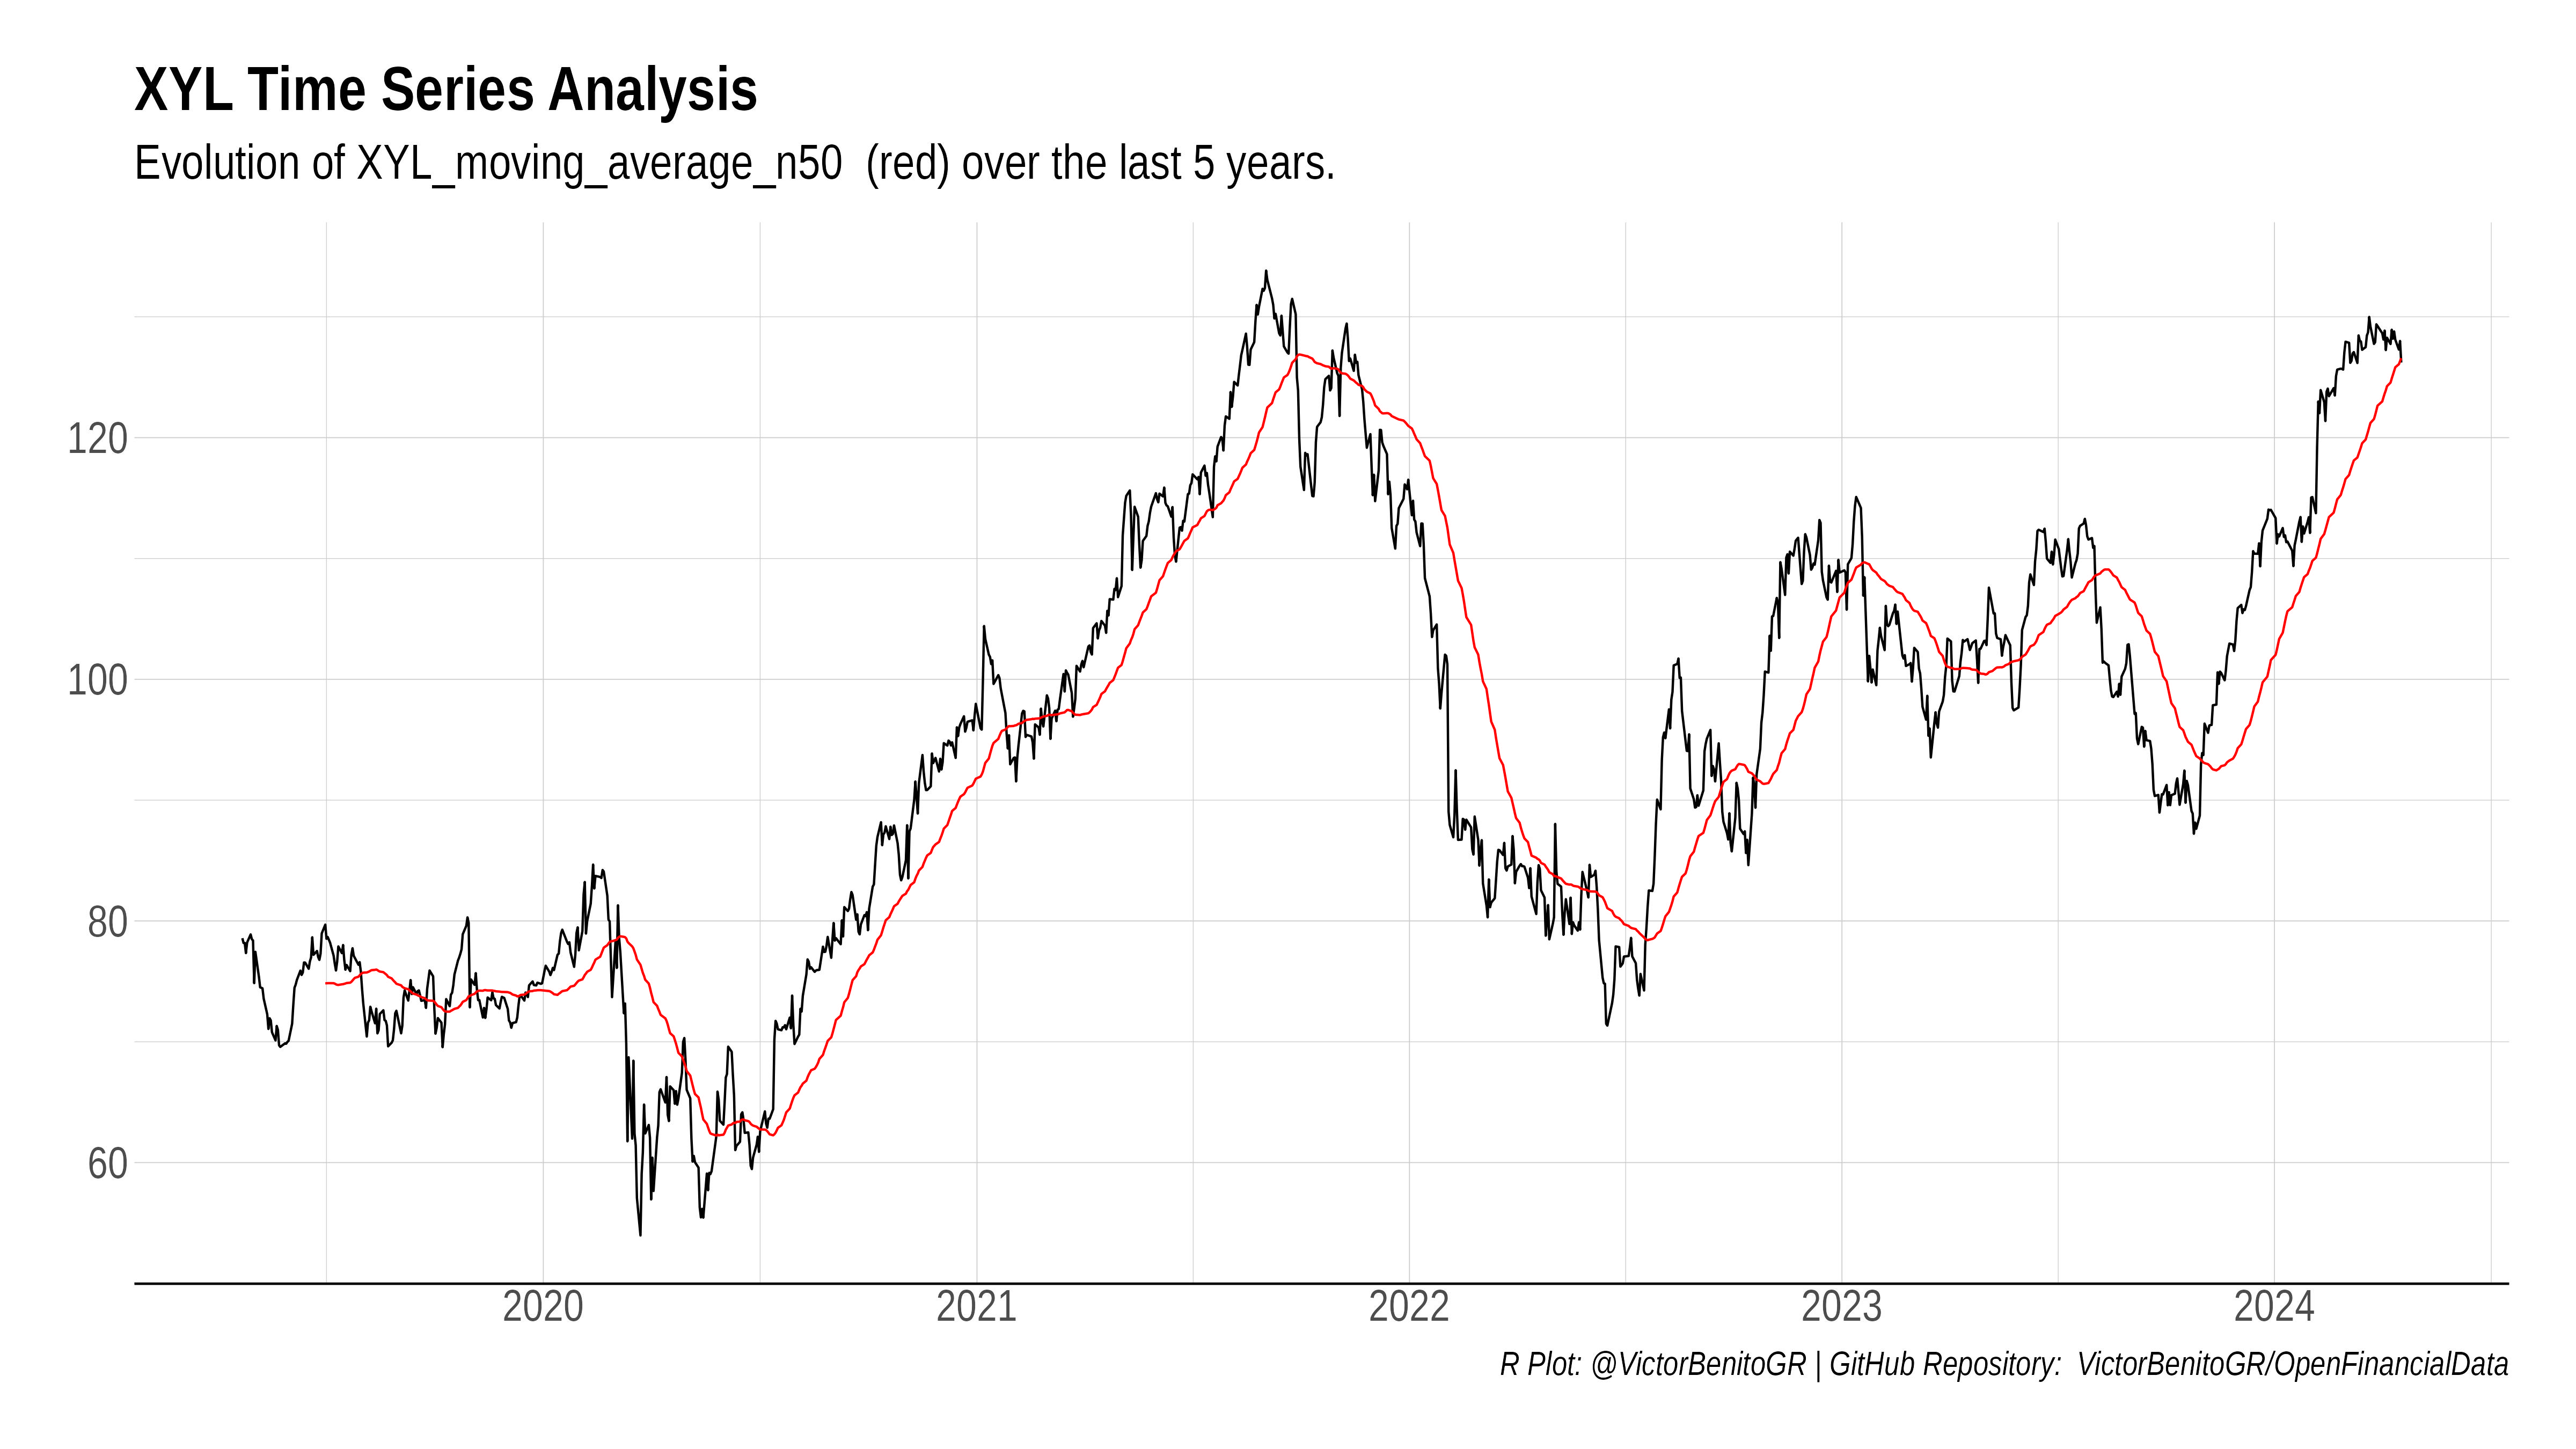 XYL Time Series Analysis
Evolution of XYL_moving_average_n50  (red) over the last 5 years.
120
100
80
60
2020 2021 2022 2023 2024
R Plot: @VictorBenitoGR | GitHub Repository:  VictorBenitoGR/OpenFinancialData